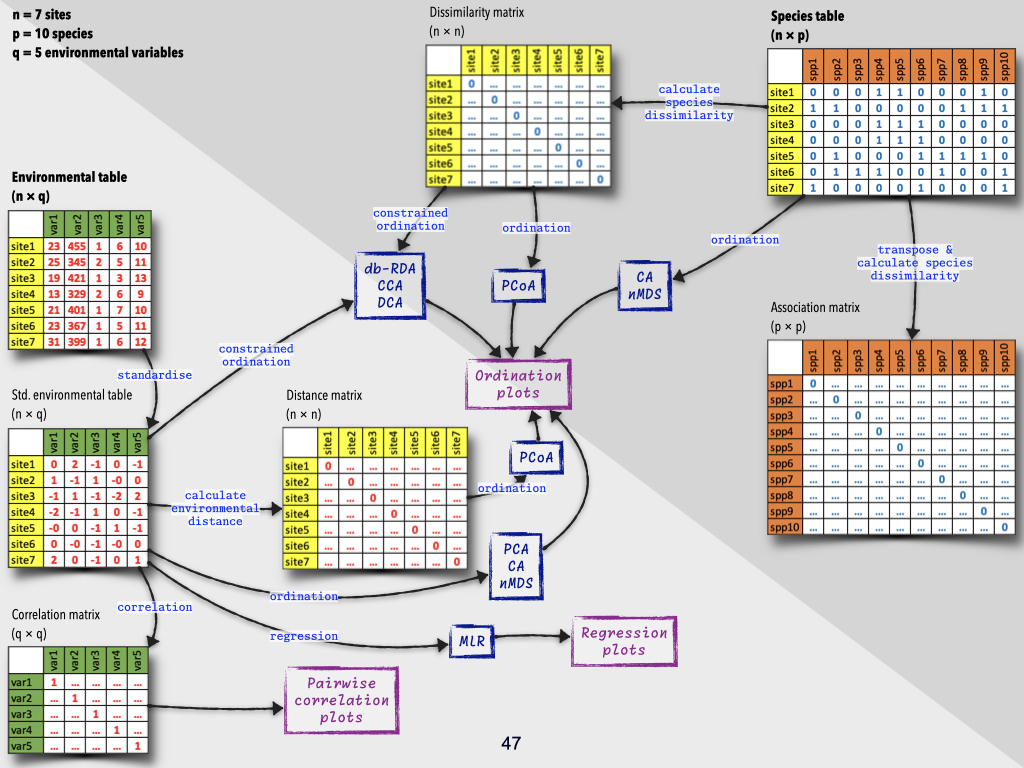 n = 7 sites
p = 10 species
q = 5 environmental variables
Dissimilarity matrix
(n × n)
site1 site2 site3 site4 site5 site6 site7
site1 0 ... ... ... ... ... ...
site2 ... 0 ... ... ... ... ...
site3 ... ... 0 ... ... ... ...
site4 ... ... ... 0 ... ... ...
site5 ... ... ... ... 0 ... ...
site6 ... ... ... ... ... 0 ...
site7 ... ... ... ... ... ... 0
calculate
species
dissimilarity
Species table
(n × p)
spp1 spp2 spp3 spp4 spp5 spp6 spp7 spp8 spp9 spp10
site1 0 0 0 1 1 0 0 0 1 0
site2 1 1 0 0 0 0 0 1 1 1
site3 0 0 0 1 1 1 0 0 0 0
site4 0 0 0 1 1 1 0 0 0 0
site5 0 1 0 0 0 1 1 1 1 0
site6 0 1 1 1 0 1 0 0 0 1
site7 1 0 0 0 0 1 0 0 0 1
Environmental table
(n × q)
var1 var2 var3 var4 var5
site1 23 455 1 6 10
site2 25 345 2 5 11
site3 19 421 1 3 13
site4 13 329 2 6 9
site5 21 401 1 7 10
site6 23 367 1 5 11
site7 31 399 1 6 12
constrained
ordination
ordination
ordination
transpose &
calculate species
dissimilarity
db-RDA
CCA
DCA
PCoA
CA
nMDS
standardise
constrained
ordination
Ordination
plots
Association matrix
(p × p)
spp1 spp2 spp3 spp4 spp5 spp6 spp7 spp8 spp9 spp10
spp1 0 ... ... ... ... ... ... ... ... ...
spp2 ... 0 ... ... ... ... ... ... ... ...
spp3 ... ... 0 ... ... ... ... ... ... ...
spp4 ... ... ... 0 ... ... ... ... ... ...
spp5 ... ... ... ... 0 ... ... ... ... ...
spp6 ... ... ... ... ... 0 ... ... ... ...
spp7 ... ... ... ... ... ... 0 ... ... ...
spp8 ... ... ... ... ... ... ... 0 ... ...
spp9 ... ... ... ... ... ... ... ... 0 ...
spp10 ... ... ... ... ... ... ... ... ... 0
Std. environmental table
(n × q)
var1 var2 var3 var4 var5
site1 0 2 -1 0 -1
site2 1 -1 1 -0 0
site3 -1 1 -1 -2 2
site4 -2 -1 1 0 -1
site5 -0 0 -1 1 -1
site6 0 -0 -1 -0 0
site7 2 0 -1 0 1
calculate
environmental
distance
Distance matrix
(n × n)
site1 site2 site3 site4 site5 site6 site7
site1 0 ... ... ... ... ... ...
site2 ... 0 ... ... ... ... ...
site3 ... ... 0 ... ... ... ...
site4 ... ... ... 0 ... ... ...
site5 ... ... ... ... 0 ... ...
site6 ... ... ... ... ... 0 ...
site7 ... ... ... ... ... ... 0
PCoA
ordination
PCA
CA
nMDS
ordination
correlation
regression
MLR
Regression
plots
Correlation matrix
(q × q)
var1 var2 var3 var4 var5
var1 1 ... ... ... ...
var2 ... 1 ... ... ...
var3 ... ... 1 ... ...
var4 ... ... ... 1 ...
var5 ... ... ... ... 1
Pairwise
correlation
plots
47